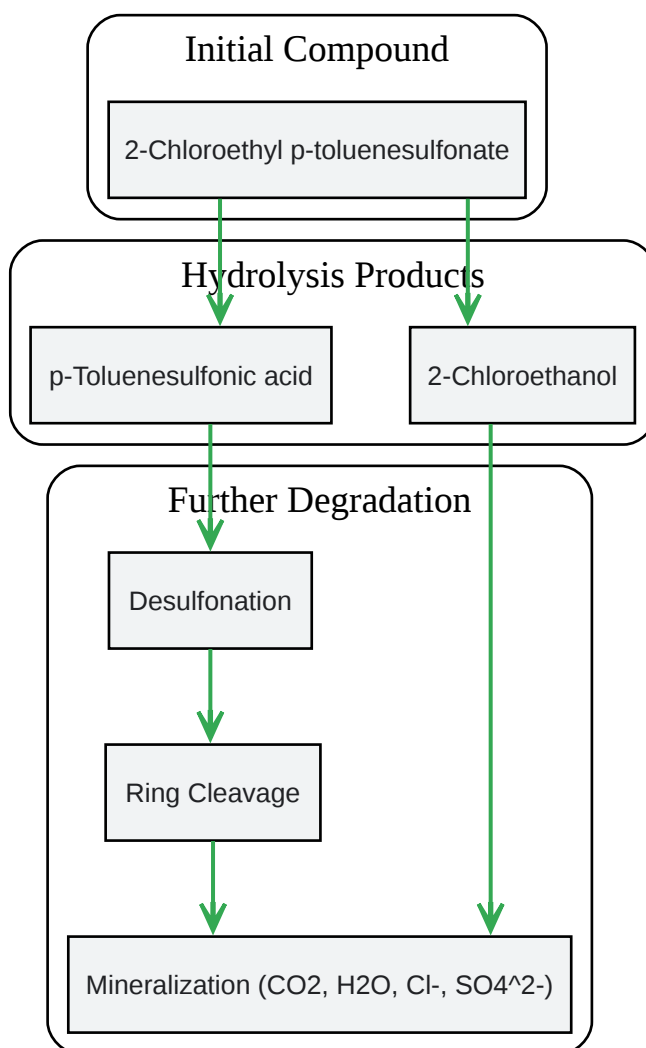 Initial Compound
2-Chloroethyl p-toluenesulfonate
Hydrolysis Products
p-Toluenesulfonic acid
2-Chloroethanol
Further Degradation
Desulfonation
Ring Cleavage
Mineralization (CO2, H2O, Cl-, SO4^2-)